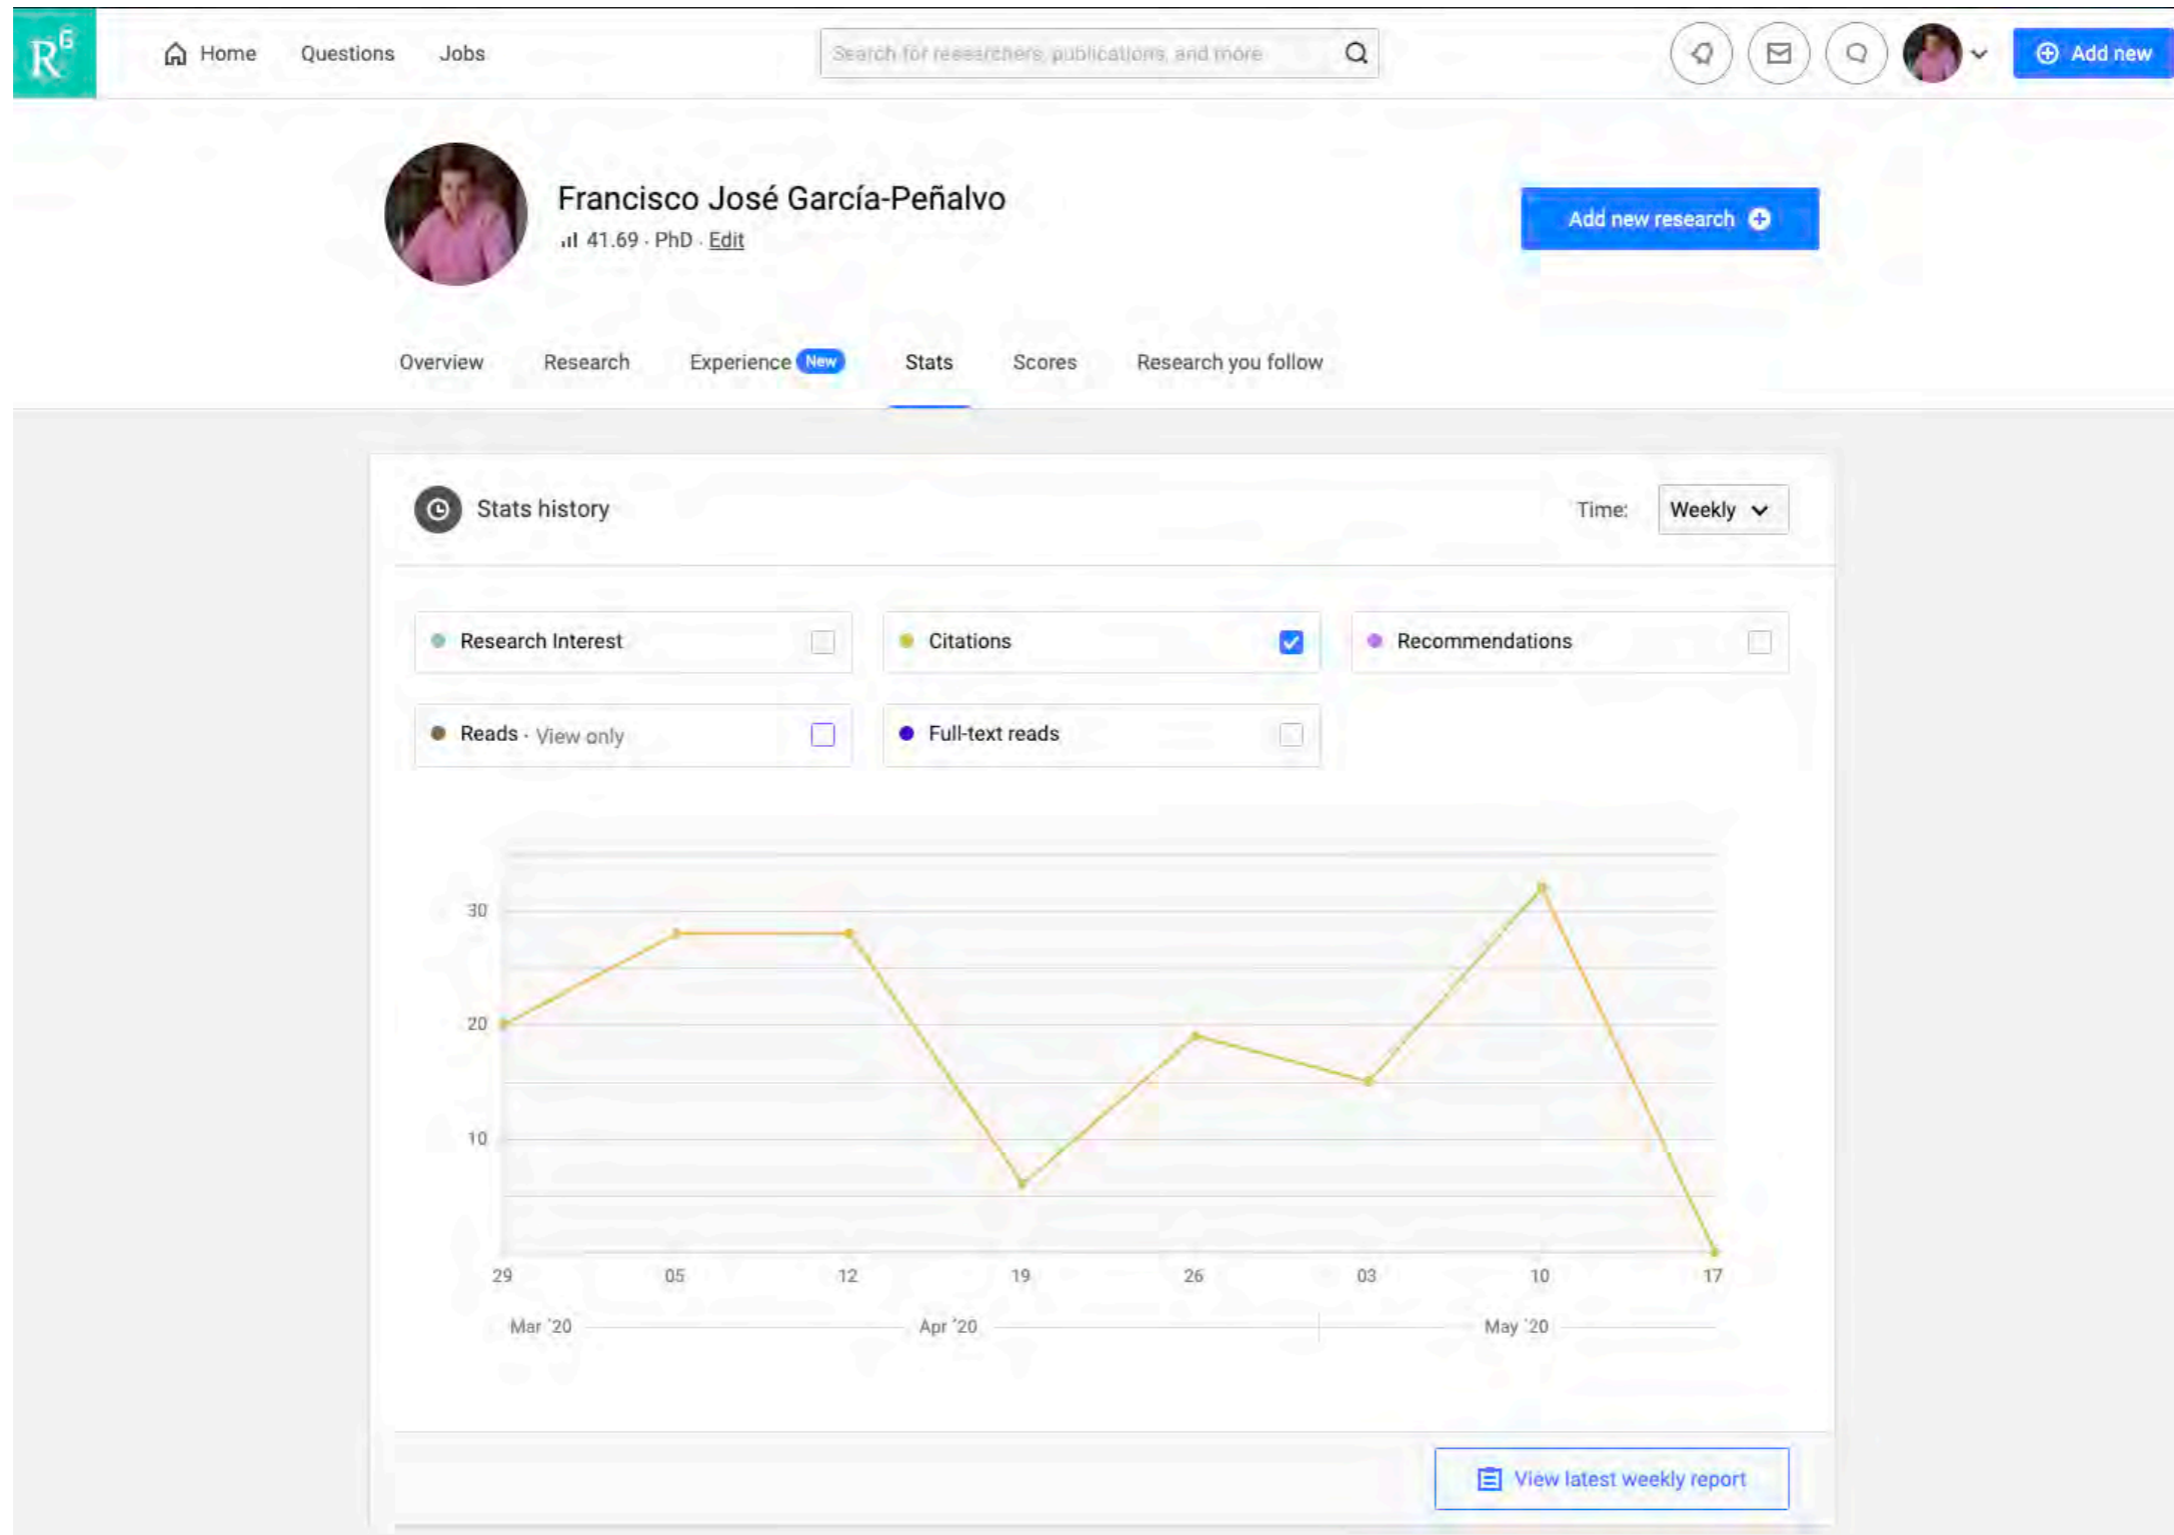 R6 Home Questions Jobs Search for researchers, publications, and more Add new
Francisco José García-Peñalvo
41.69 · PhD · Edit
Add new research
Overview Research Experience New Stats Scores Research you follow
Stats history Time: Weekly
Research Interest Citations Recommendations
Reads · View only Full-text reads
30
20
10
29 05 12 19 26 03 10 17
Mar '20 Apr '20 May '20
View latest weekly report